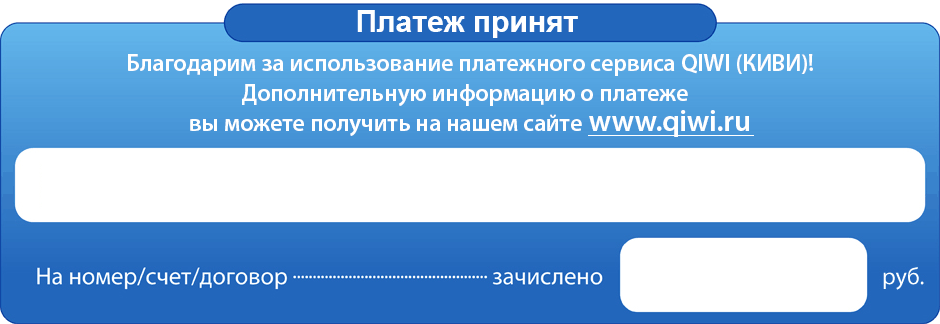 Платеж принят
Благодарим за использование платежного сервиса QIWI (КИВИ)!
Дополнительную информацию о платеже
вы можете получить на нашем сайте www.qiwi.ru
На номер/счет/договор ........................................................ зачислено руб.